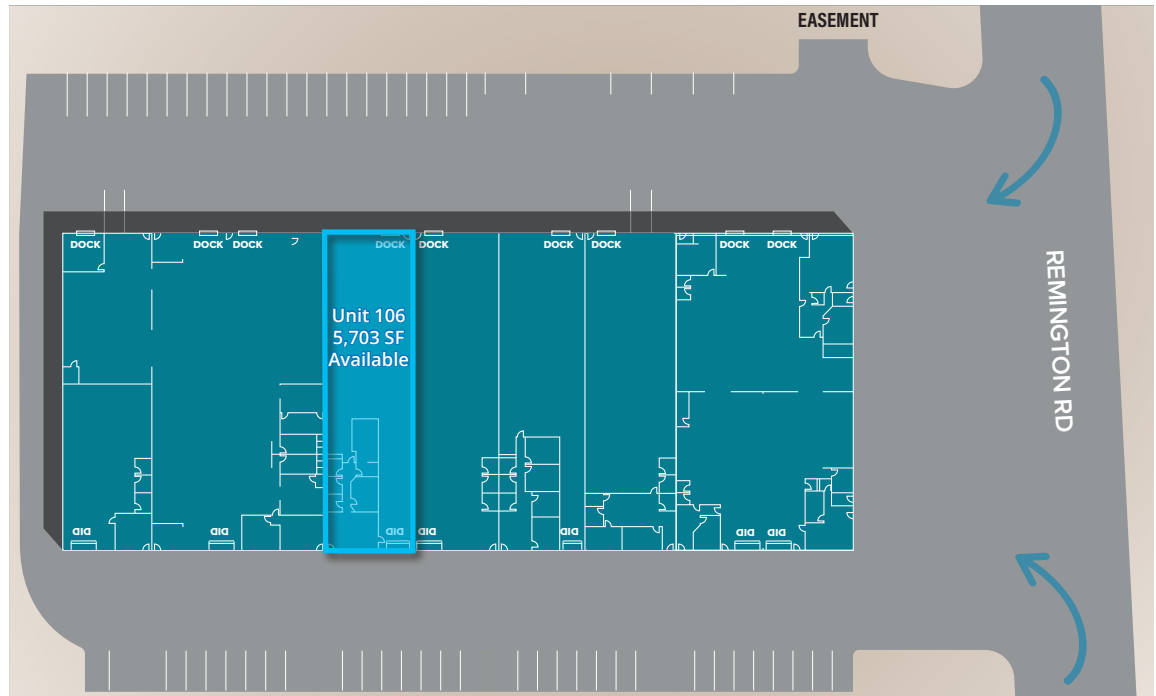 EASEMENT
DOCK
DOCK
DOCK
DOCK
DOCK
DOCK
DOCK
DOCK
DOCK
Unit 106
5,703 SF
Available
REMINGTON RD
DID
DID
DID
DID
DID
DID
DID